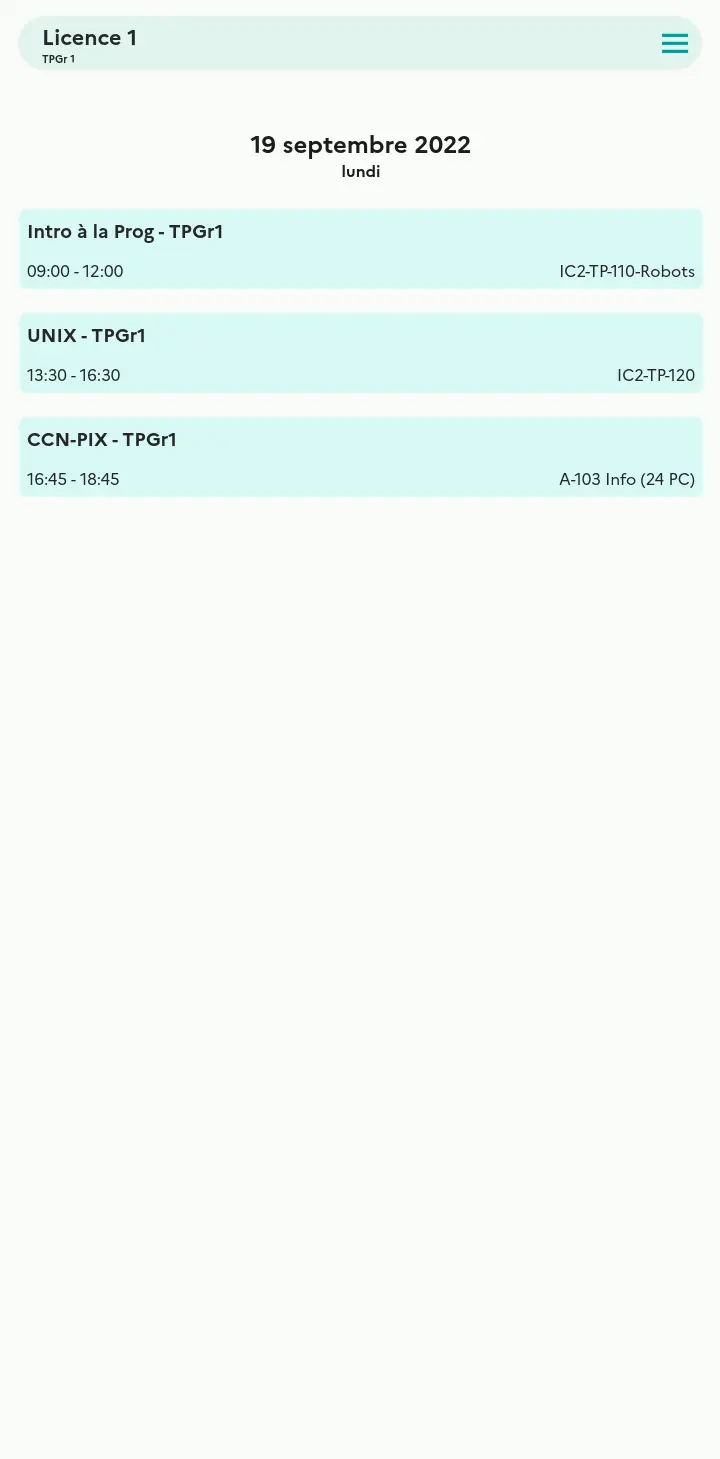 Licence 1
TPGr 1
19 septembre 2022
lundi
Intro à la Prog - TPGr1
09:00 - 12:00 IC2-TP-110-Robots
UNIX - TPGr1
13:30 - 16:30 IC2-TP-120
CCN-PIX - TPGr1
16:45 - 18:45 A-103 Info (24 PC)